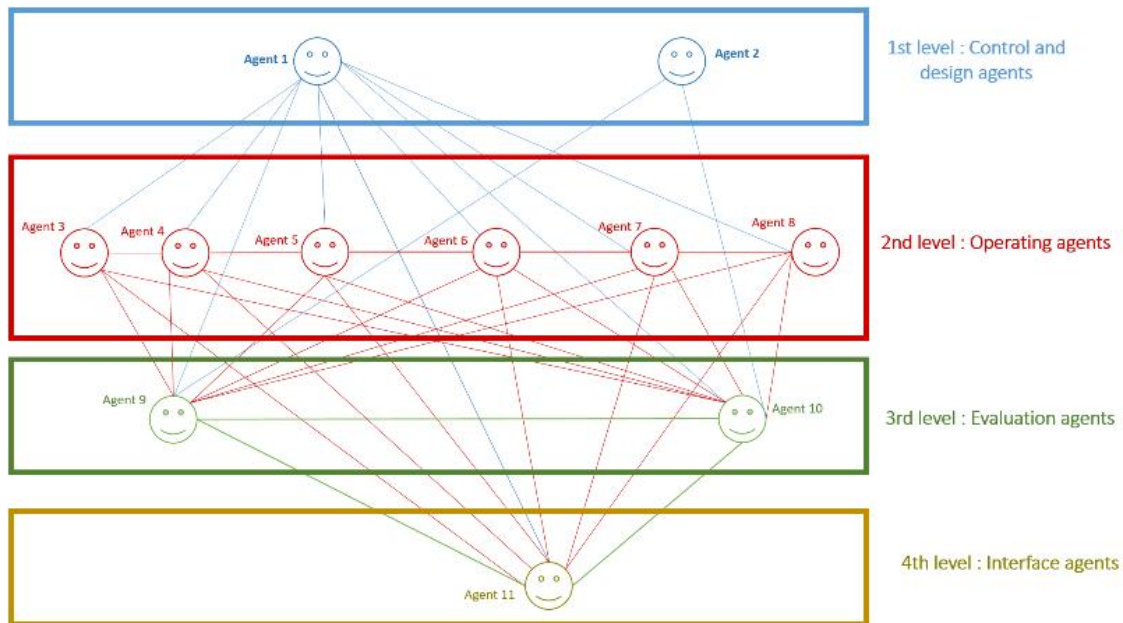 Agent 1
Agent 2
1st level : Control and
design agents
Agent 3
Agent 4
Agent 5
Agent 6
Agent 7
Agent 8
2nd level : Operating agents
Agent 9
Agent 10
3rd level : Evaluation agents
Agent 11
4th level : Interface agents